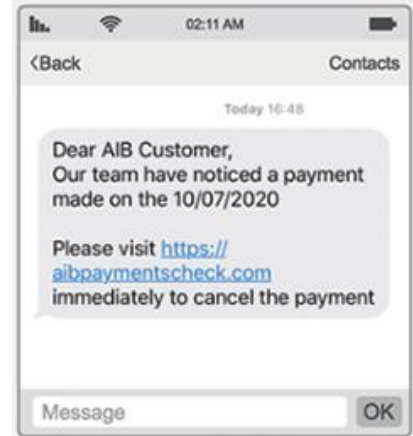 02:11 AM
<Back Contacts
Today 16:48
Dear AIB Customer,
Our team have noticed a payment
made on the 10/07/2020
Please visit https://
aibpaymentscheck.com
immediately to cancel the payment
Message OK